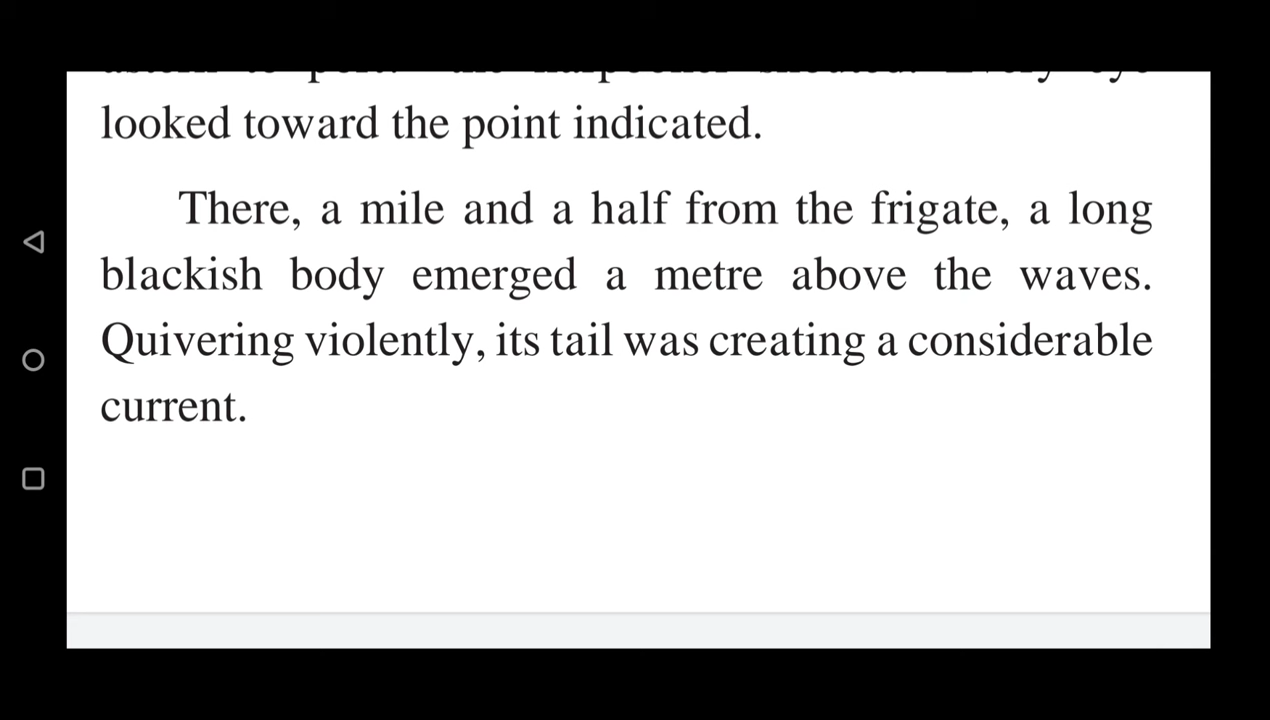 looked toward the point indicated.
There, a mile and a half from the frigate, a long
blackish body emerged a metre above the waves.
Quivering violently, its tail was creating a considerable
current.